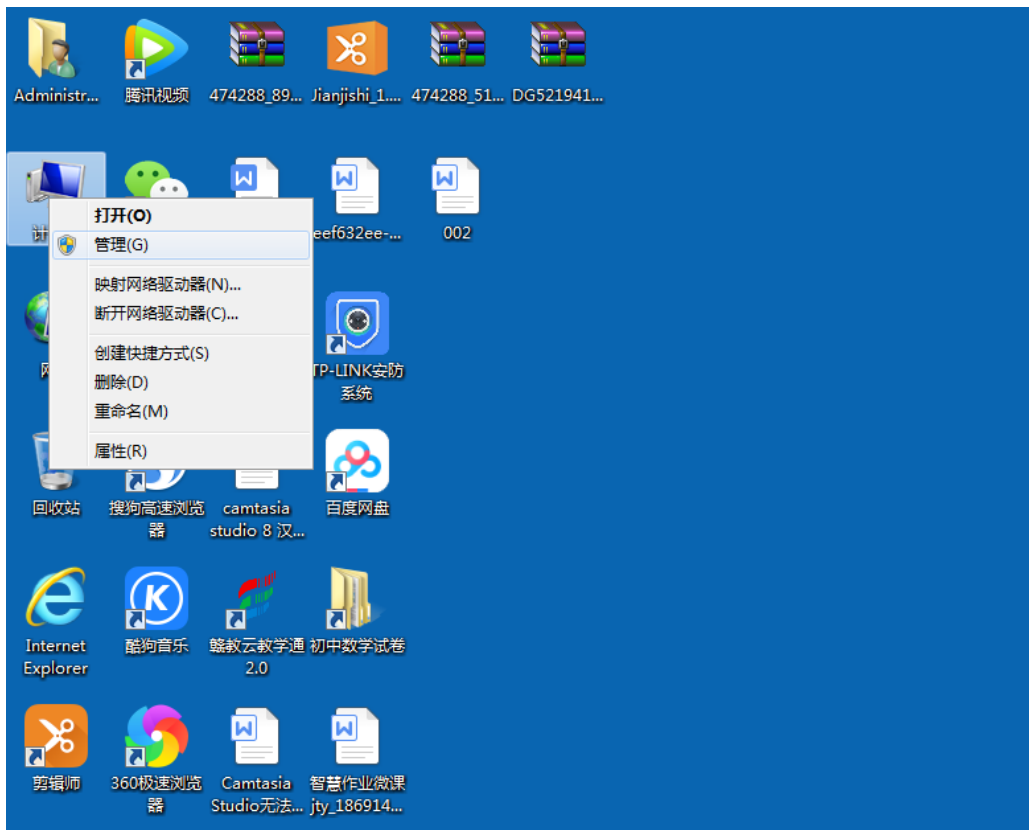 Administr...
腾讯视频
474288_89...
Jianjishi_1....
474288_51...
DG521941...
打开(O)
管理(G)
映射网络驱动器(N)...
断开网络驱动器(C)...
创建快捷方式(S)
删除(D)
重命名(M)
属性(R)
计
eef632ee-...
002
网
TP-LINK安防
系统
回收站
搜狗高速浏览
器
camtasia
studio 8 汉...
百度网盘
Internet
Explorer
酷狗音乐
赣教云教学通
2.0
初中数学试卷
剪辑师
360极速浏览
器
Camtasia
Studio无法...
智慧作业微课
jty_186914...